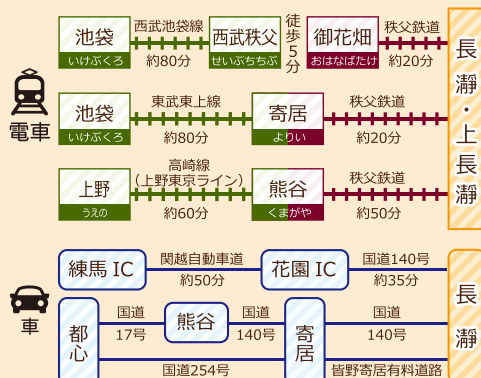 電車
池袋
いけぶくろ
西武池袋線
約80分
西武秩父
せいぶちちぶ
徒歩5分
御花畑
おはなばたけ
秩父鉄道
約20分
池袋
いけぶくろ
東武東上線
約80分
寄居
よりい
秩父鉄道
約20分
上野
うえの
高崎線
(上野東京ライン)
約60分
熊谷
くまがや
秩父鉄道
約50分
長瀞・上長瀞
車
練馬IC
関越自動車道
約50分
花園IC
国道140号
約35分
都心
国道
17号
熊谷
国道
140号
寄居
国道
140号
国道254号
皆野寄居有料道路
長瀞